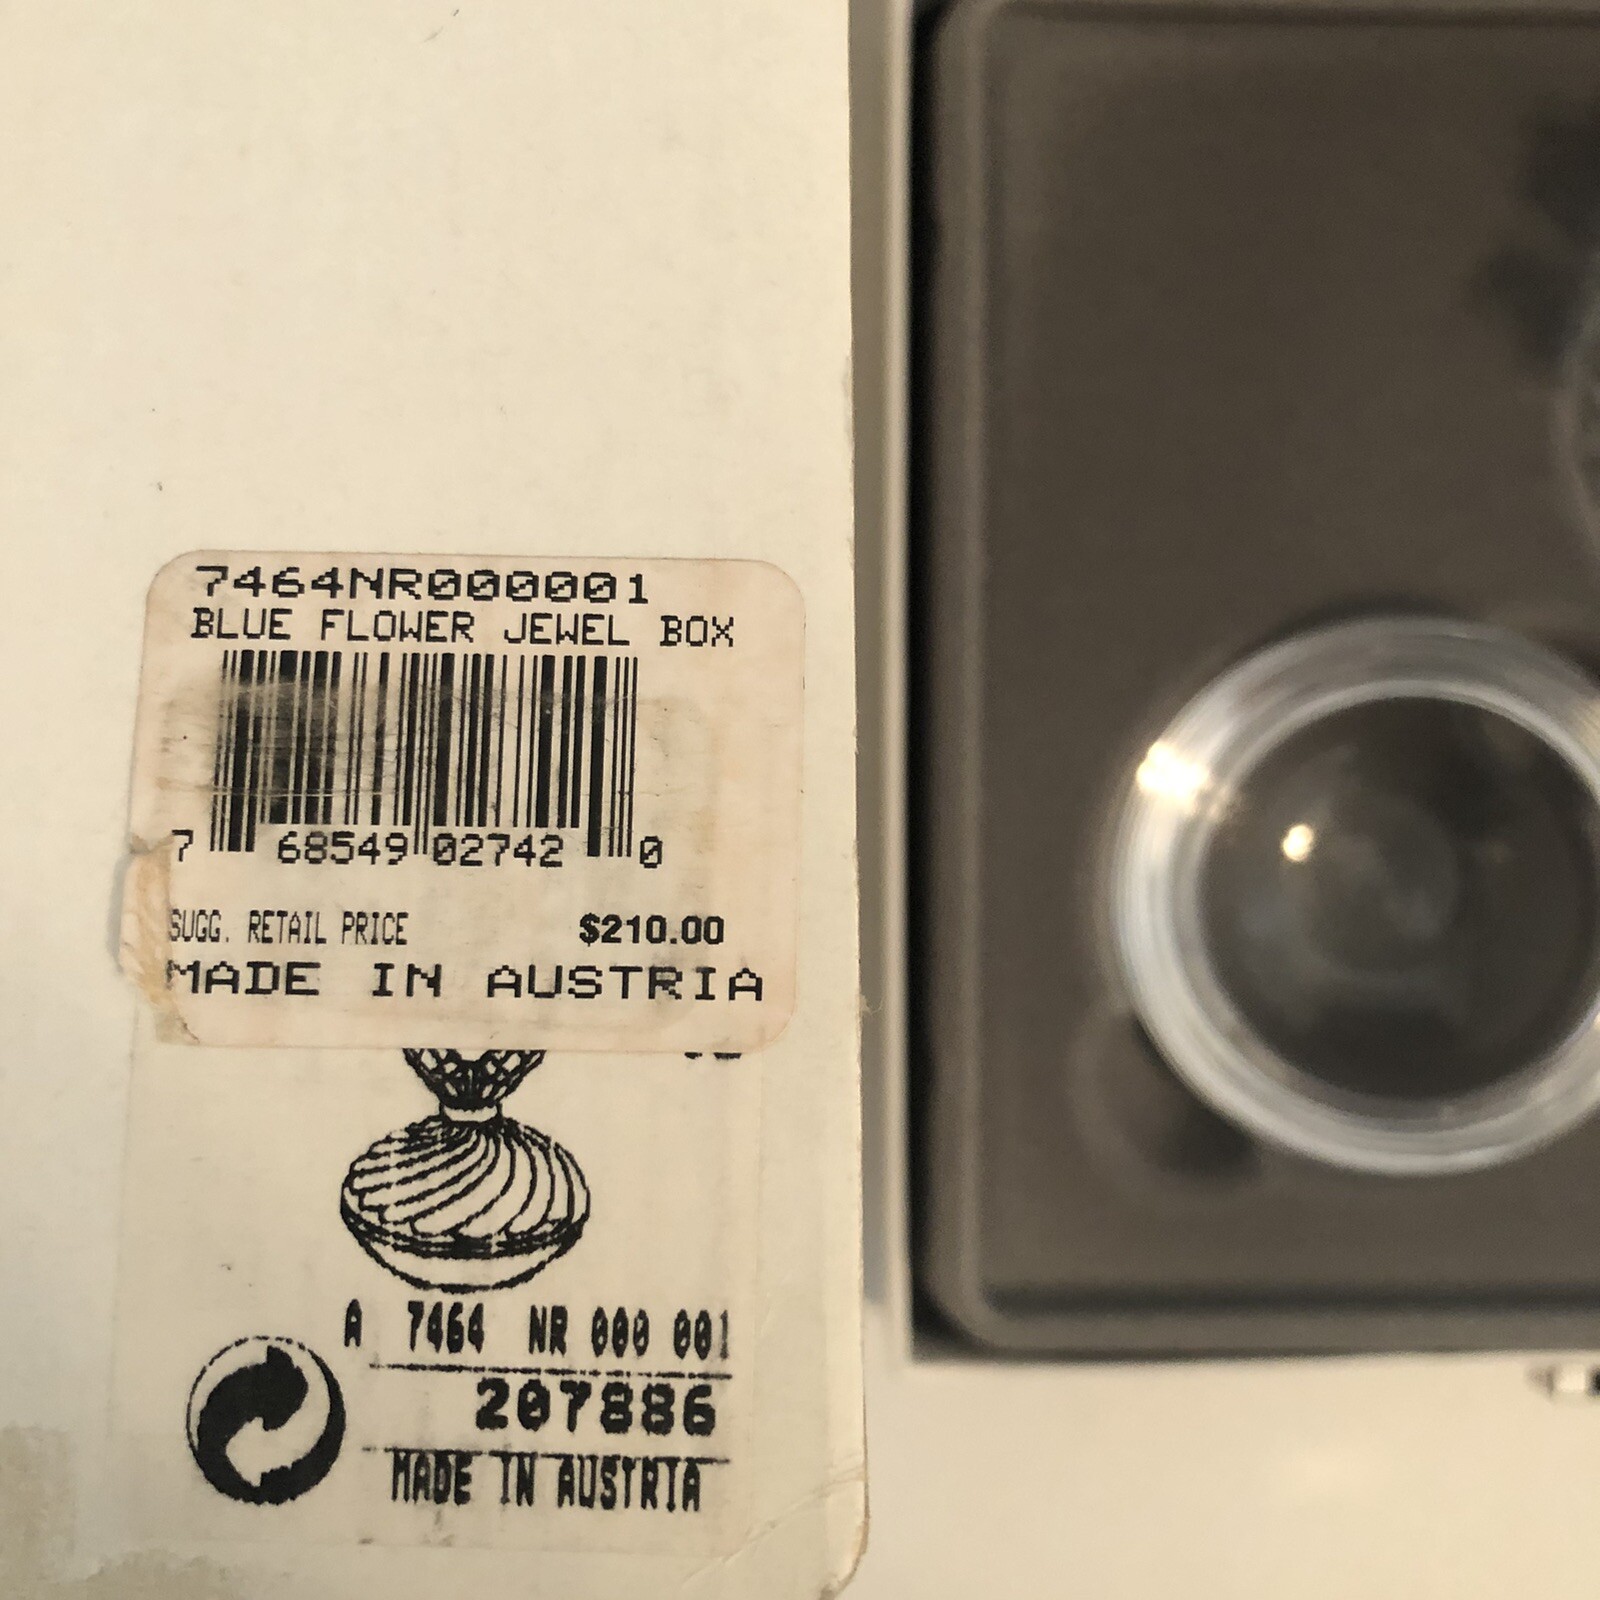 7464NR000001
BLUE FLOWER JEWEL BOX
7 68549 02742 0
SUGG. RETAIL PRICE $210.00
MADE IN AUSTRIA
A 7464 NR 000 001
207886
MADE IN AUSTRIA